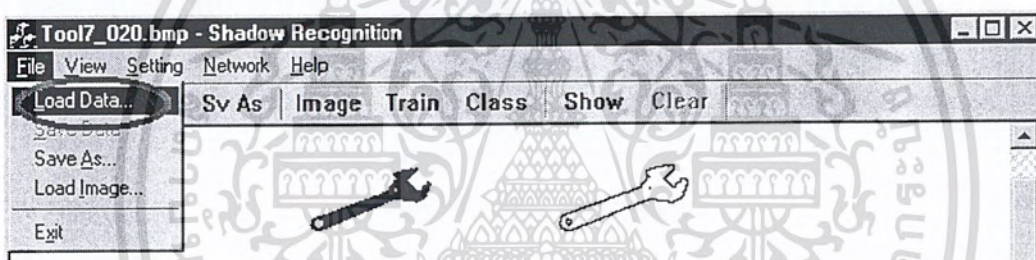 Tool7_020.bmp - Shadow Recognition
File View Setting Network Help
Load Data... Sv As Image Train Class Show Clear
Save Data
Save As...
Load Image...
Exit